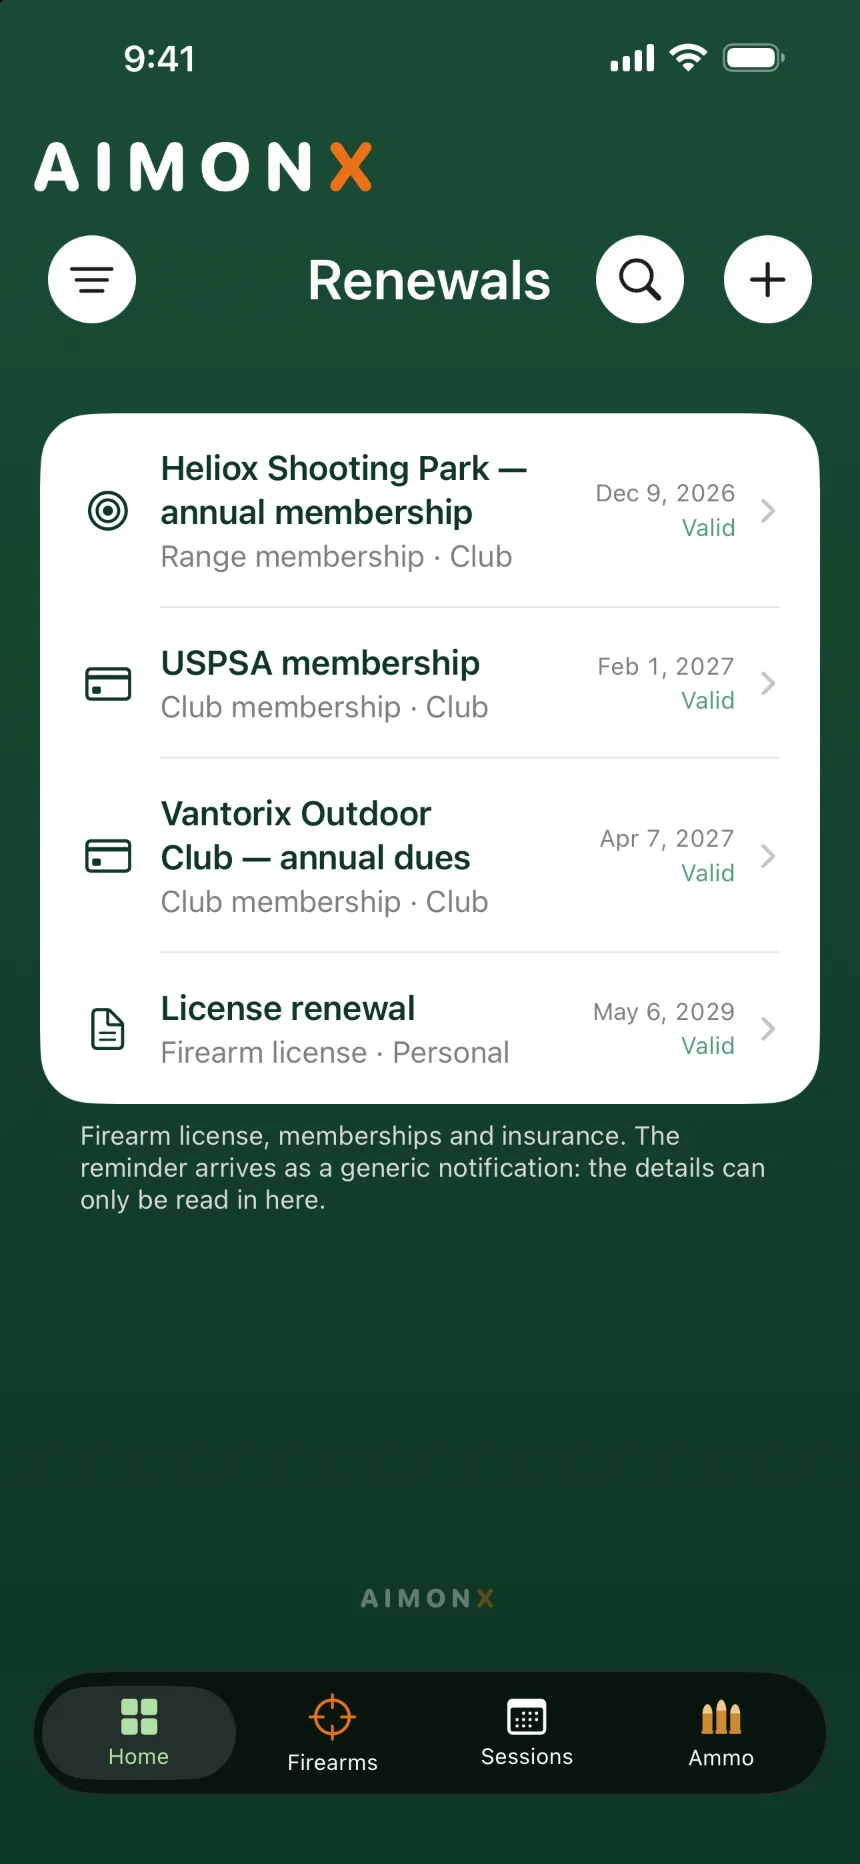 9:41
AIMONX
Renewals
Heliox Shooting Park —
annual membership
Range membership · Club
Dec 9, 2026
Valid
USPSA membership
Club membership · Club
Feb 1, 2027
Valid
Vantorix Outdoor
Club — annual dues
Club membership · Club
Apr 7, 2027
Valid
License renewal
Firearm license · Personal
May 6, 2029
Valid
Firearm license, memberships and insurance. The
reminder arrives as a generic notification: the details can
only be read in here.
AIMONX
Home
Firearms
Sessions
Ammo